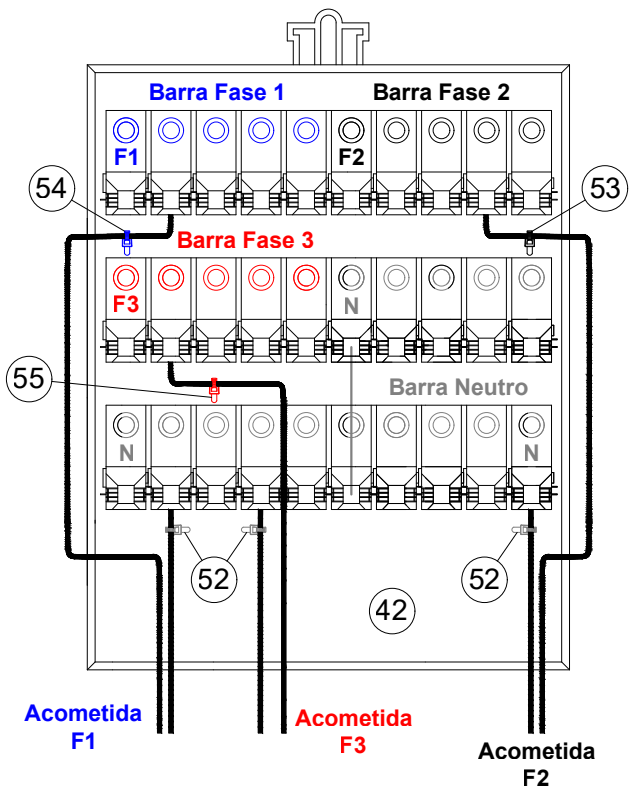 Barra Fase 1
Barra Fase 2
F1
F2
54
53
Barra Fase 3
F3
N
55
Barra Neutro
N
N
52
52
42
Acometida
F1
Acometida
F3
Acometida
F2